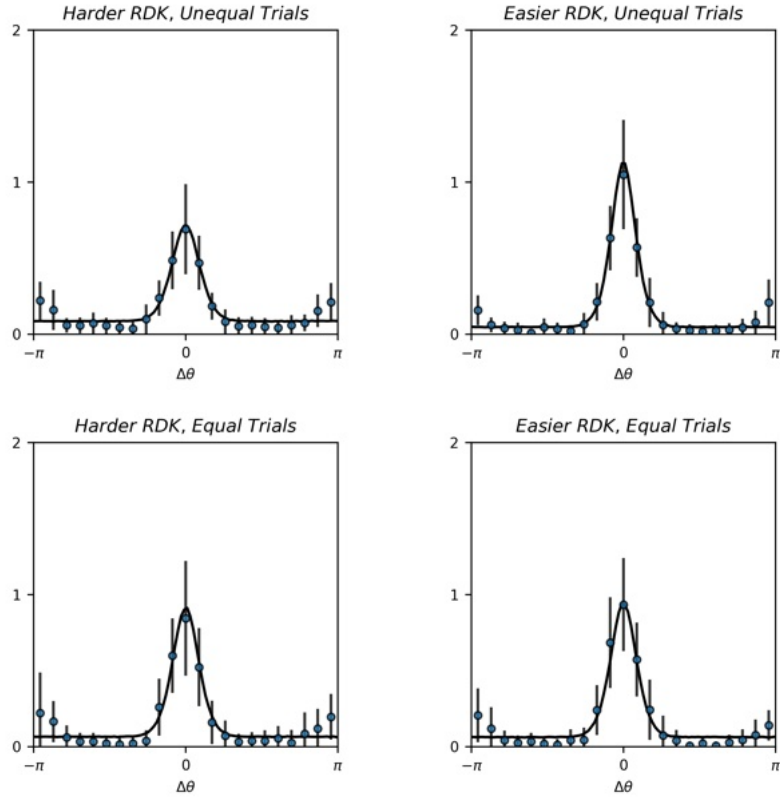 Harder RDK, Unequal Trials
2
1
0
−π 0 π
Δθ
Easier RDK, Unequal Trials
2
1
0
−π 0 π
Δθ
Harder RDK, Equal Trials
2
1
0
−π 0 π
Δθ
Easier RDK, Equal Trials
2
1
0
−π 0 π
Δθ